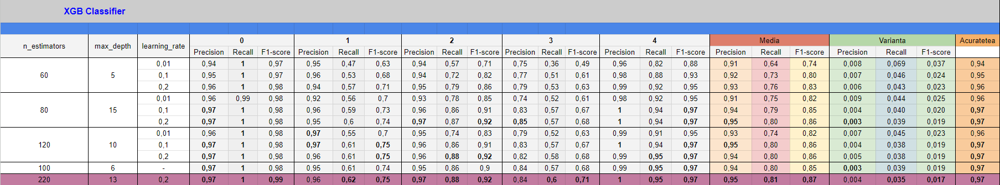 XGB Classifier
n_estimators max_depth learning_rate 0 1 2 3 4 Media Varianta Acuratetea
Precision Recall F1-score Precision Recall F1-score Precision Recall F1-score Precision Recall F1-score Precision Recall F1-score Precision Recall F1-score Precision Recall F1-score
60 5 0,01 0,94 1 0,97 0,95 0,47 0,63 0,94 0,57 0,71 0,75 0,36 0,49 0,96 0,82 0,88 0,91 0,64 0,74 0,008 0,069 0,037 0,94
0,1 0,95 1 0,97 0,96 0,53 0,68 0,94 0,72 0,82 0,77 0,51 0,61 0,98 0,88 0,93 0,92 0,73 0,80 0,007 0,046 0,024 0,95
0,2 0,96 1 0,98 0,94 0,57 0,71 0,95 0,79 0,86 0,79 0,53 0,63 0,99 0,92 0,95 0,93 0,76 0,83 0,006 0,043 0,023 0,96
80 15 0,01 0,96 0,99 0,98 0,92 0,56 0,7 0,93 0,78 0,85 0,74 0,52 0,61 0,98 0,92 0,95 0,91 0,75 0,82 0,009 0,044 0,025 0,96
0,1 0,97 1 0,98 0,96 0,59 0,73 0,96 0,86 0,91 0,83 0,57 0,67 1 0,94 0,97 0,94 0,79 0,85 0,004 0,040 0,020 0,97
0,2 0,97 1 0,98 0,95 0,6 0,74 0,97 0,87 0,92 0,85 0,57 0,68 1 0,94 0,97 0,95 0,80 0,86 0,003 0,039 0,019 0,97
120 10 0,01 0,96 1 0,98 0,97 0,55 0,7 0,95 0,74 0,83 0,79 0,52 0,63 0,99 0,91 0,95 0,93 0,74 0,82 0,007 0,045 0,023 0,96
0,1 0,97 1 0,98 0,97 0,61 0,75 0,96 0,86 0,91 0,83 0,57 0,67 1 0,94 0,97 0,95 0,80 0,86 0,004 0,038 0,019 0,97
0,2 0,97 1 0,98 0,96 0,61 0,75 0,96 0,88 0,92 0,82 0,58 0,68 0,99 0,95 0,97 0,94 0,80 0,86 0,005 0,038 0,019 0,97
100 6 - 0,97 1 0,98 0,95 0,61 0,74 0,95 0,86 0,9 0,84 0,57 0,68 0,99 0,95 0,97 0,94 0,80 0,85 0,003 0,039 0,019 0,97
220 13 0,2 0,97 1 0,99 0,96 0,62 0,75 0,97 0,88 0,92 0,84 0,6 0,71 1 0,95 0,97 0,95 0,81 0,87 0,004 0,035 0,017 0,97